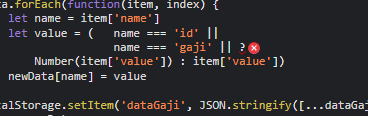 ta.forEach(function(item, index) {
let name = item['name']
let value = ( name === 'id' ||
name === 'gaji' || ?
Number(item['value']) : item['value'])
newData[name] = value
alStorage.setItem('dataGaji', JSON.stringify([...dataGaj